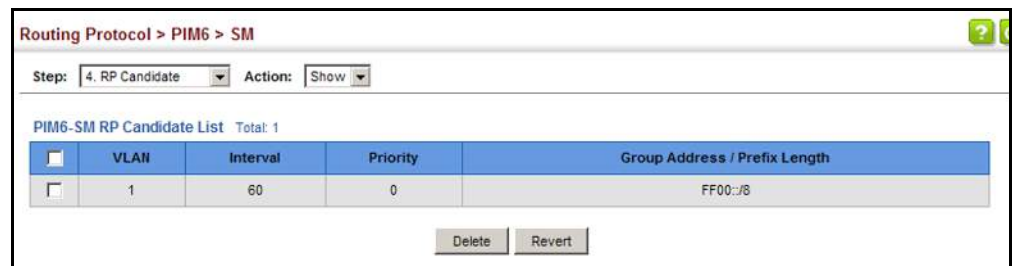 Routing Protocol > PIM6 > SM
?
Step: 4. RP Candidate Action: Show
PIM6-SM RP Candidate List Total: 1
VLAN Interval Priority Group Address / Prefix Length
1 60 0 FF00::/8
Delete Revert